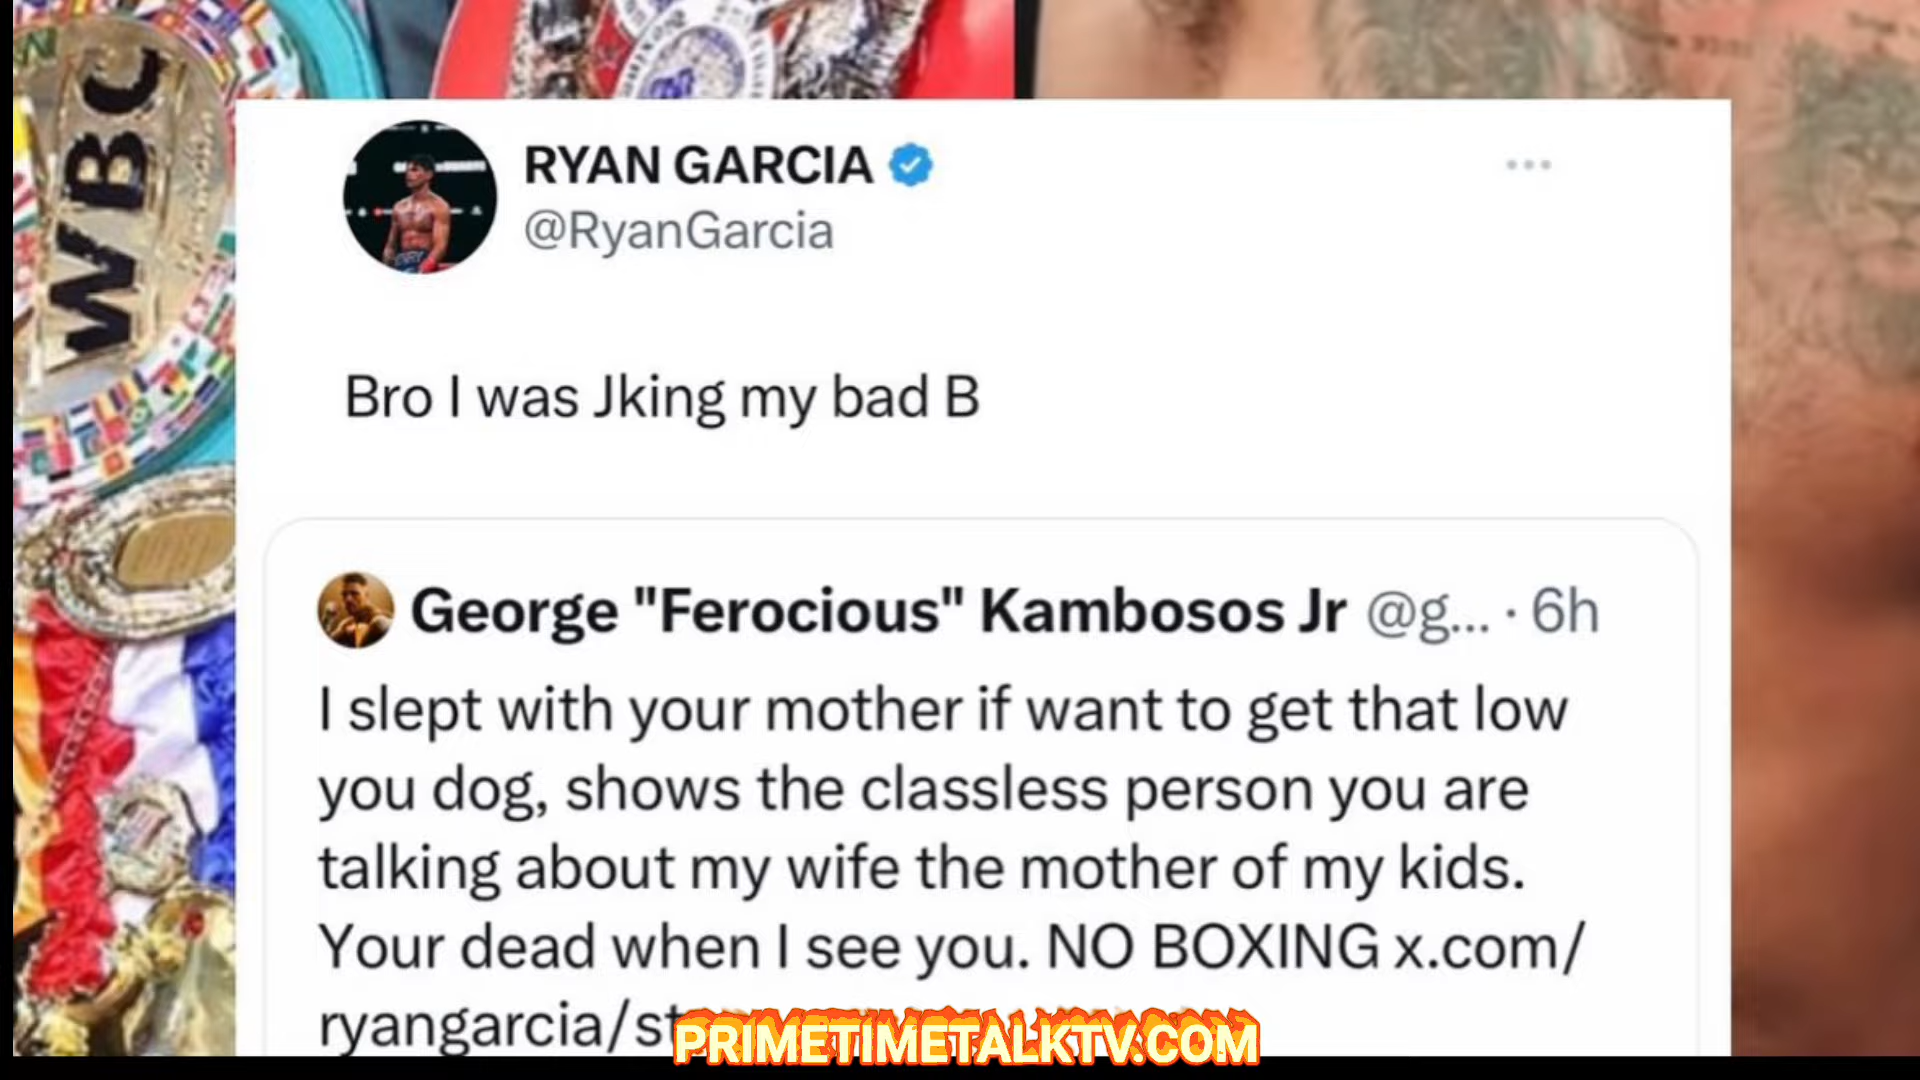 WBC
RYAN GARCIA
@RyanGarcia
Bro I was Jking my bad B
George "Ferocious" Kambosos Jr @g... · 6h
I slept with your mother if want to get that low
you dog, shows the classless person you are
talking about my wife the mother of my kids.
Your dead when I see you. NO BOXING x.com/
ryangarcia/st
PRIMETIMETALKTV.COM